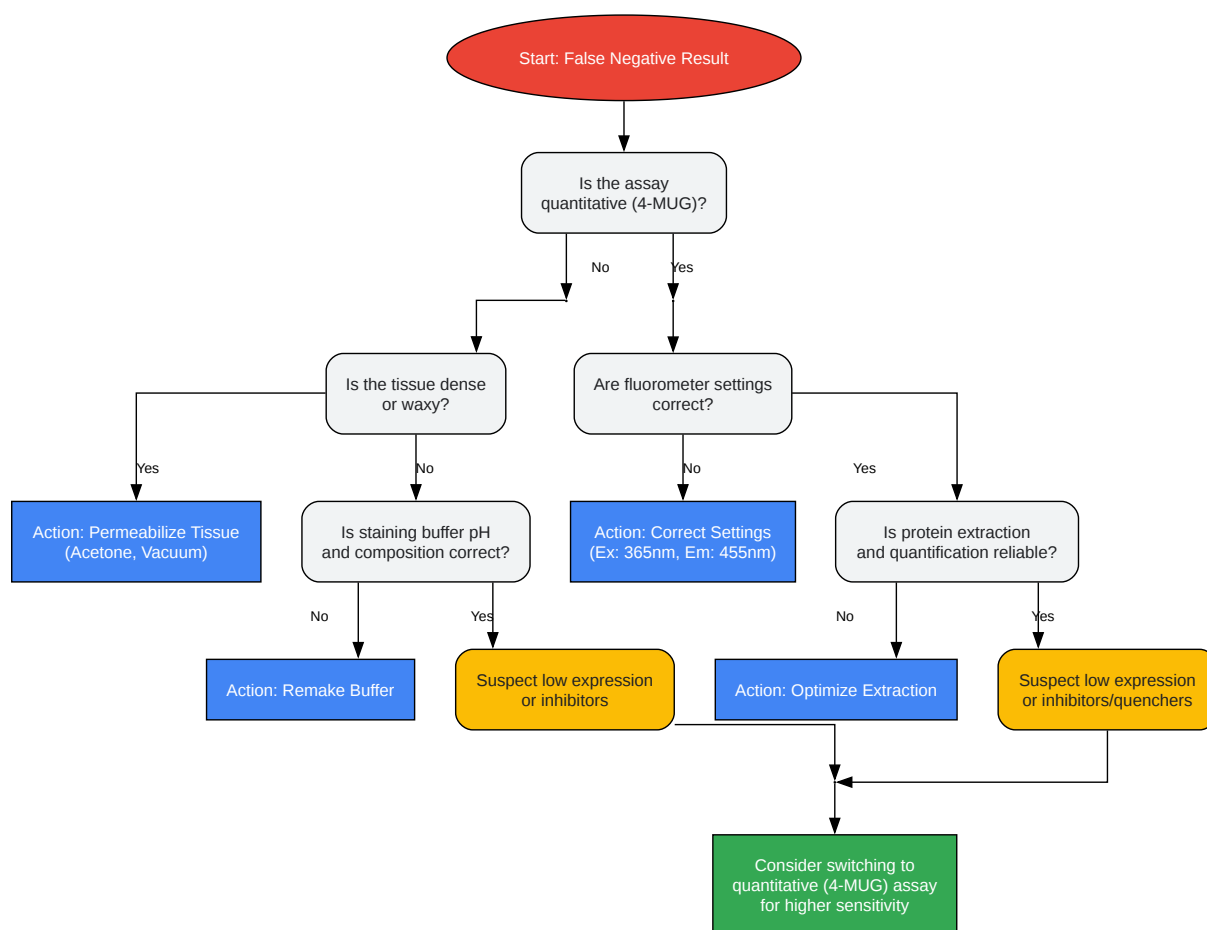 Start: False Negative Result
Is the assay
quantitative (4-MUG)?
No
Yes
Is the tissue dense
or waxy?
Are fluorometer settings
correct?
Yes
No
No
Yes
Action: Permeabilize Tissue
(Acetone, Vacuum)
Is staining buffer pH
and composition correct?
Action: Correct Settings
(Ex: 365nm, Em: 455nm)
Is protein extraction
and quantification reliable?
No
Yes
No
Yes
Action: Remake Buffer
Suspect low expression
or inhibitors
Action: Optimize Extraction
Suspect low expression
or inhibitors/quenchers
Consider switching to
quantitative (4-MUG) assay
for higher sensitivity